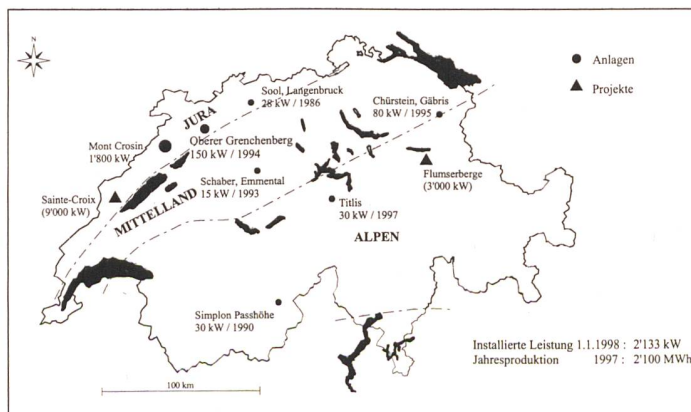 N
Anlagen
Projekte
Sool, Langenbruck
28 kW / 1986
Chürstein, Gäbris
80 kW / 1995
JURA
Mont Crosin
1'800 kW
Oberer Grenchenberg
150 kW / 1994
Flumserberge
(3'000 kW)
Schaber, Emmental
15 kW / 1993
Sainte-Croix
(9'000 kW)
MITTELLAND
Titlis
30 kW / 1997
ALPEN
Simplon Passhöhe
30 kW / 1990
Installierte Leistung 1.1.1998 : 2'133 kW
Jahresproduktion 1997 : 2'100 MWh
100 km